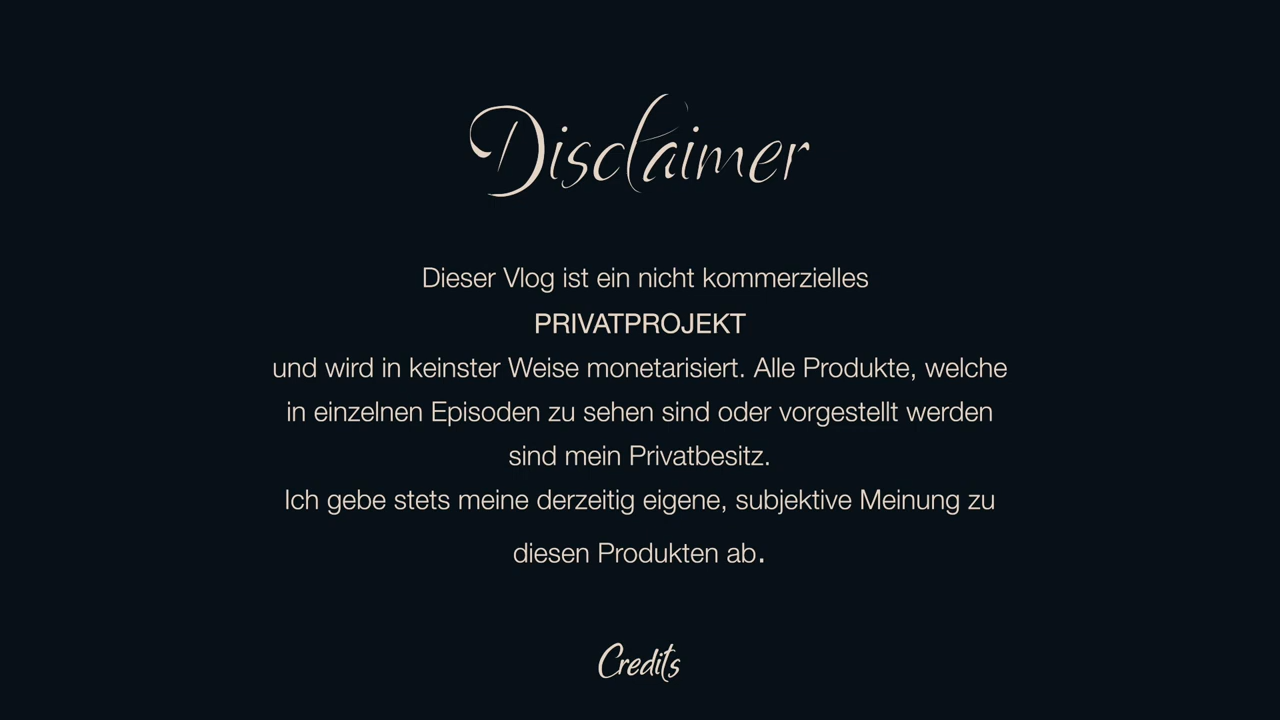 Disclaimer
Dieser Vlog ist ein nicht kommerzielles
PRIVATPROJEKT
und wird in keinster Weise monetarisiert. Alle Produkte, welche
in einzelnen Episoden zu sehen sind oder vorgestellt werden
sind mein Privatbesitz.
Ich gebe stets meine derzeitig eigene, subjektive Meinung zu
diesen Produkten ab.
Credits